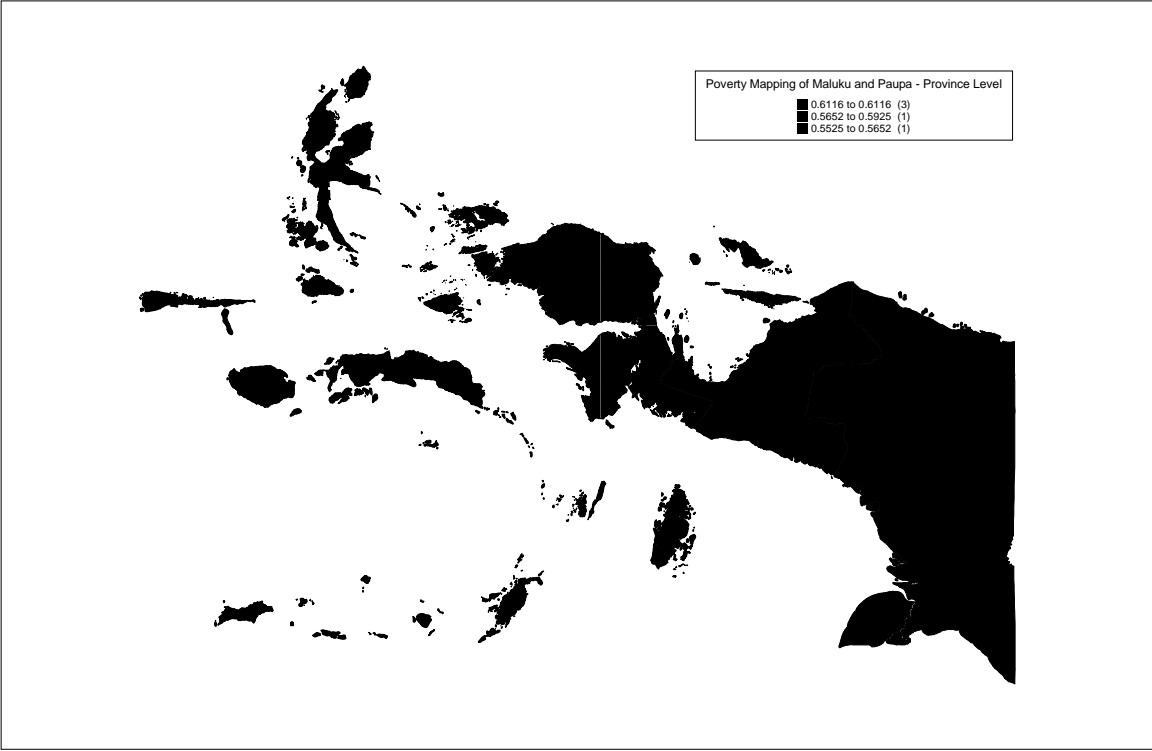 Poverty Mapping of Maluku and Paupa - Province Level
0.6116 to 0.6116 (3)
0.5652 to 0.5925 (1)
0.5525 to 0.5652 (1)